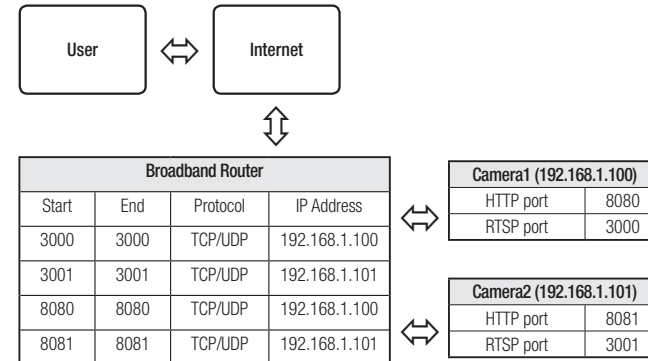 User
Internet
Broadband Router
Start End Protocol IP Address
3000 3000 TCP/UDP 192.168.1.100
3001 3001 TCP/UDP 192.168.1.101
8080 8080 TCP/UDP 192.168.1.100
8081 8081 TCP/UDP 192.168.1.101
Camera1 (192.168.1.100)
HTTP port 8080
RTSP port 3000
Camera2 (192.168.1.101)
HTTP port 8081
RTSP port 3001